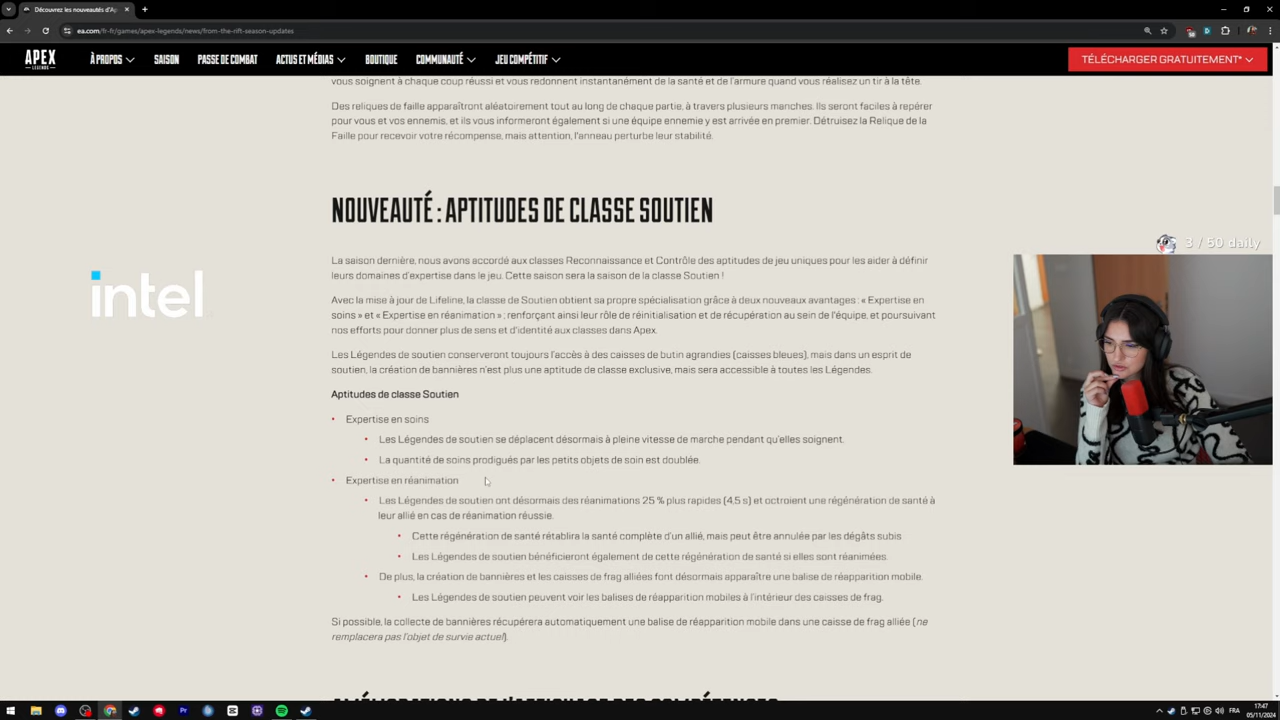 Découvrez les nouveautés d'A
ea.com/fr-fr/games/apex-legends/news/from-the-rift-season-updates
APEX
LEGENDS
À PROPOS
SAISON
PASSE DE COMBAT
ACTUS ET MÉDIAS
BOUTIQUE
COMMUNAUTÉ
JEU COMPÉTITIF
TÉLÉCHARGER GRATUITEMENT*
vous soignent à chaque coup réussi et vous redonnent instantanément de la santé et de l'armure quand vous réalisez un tir à la tête.
Des reliques de faille apparaîtront aléatoirement tout au long de chaque partie, à travers plusieurs manches. Ils seront faciles à repérer
pour vous et vos ennemis, et ils vous informeront également si une équipe ennemie y est arrivée en premier. Détruisez la Relique de la
Faille pour recevoir votre récompense, mais attention, l'anneau perturbe leur stabilité.
NOUVEAUTÉ : APTITUDES DE CLASSE SOUTIEN
La saison dernière, nous avons accordé aux classes Reconnaissance et Contrôle des aptitudes de jeu uniques pour les aider à définir
leurs domaines d'expertise dans le jeu. Cette saison sera la saison de la classe Soutien !
Avec la mise à jour de Lifeline, la classe de Soutien obtient sa propre spécialisation grâce à deux nouveaux avantages : « Expertise en
soins » et « Expertise en réanimation » ; renforçant ainsi leur rôle de réinitialisation et de récupération au sein de l'équipe, et poursuivant
nos efforts pour donner plus de sens et d'identité aux classes dans Apex.
Les Légendes de soutien conserveront toujours l'accès à des caisses de butin agrandies (caisses bleues), mais dans un esprit de
soutien, la création de bannières n'est plus une aptitude de classe exclusive, mais sera accessible à toutes les Légendes.
Aptitudes de classe Soutien
• Expertise en soins
• Les Légendes de soutien se déplacent désormais à pleine vitesse de marche pendant qu'elles soignent.
• La quantité de soins prodigués par les petits objets de soin est doublée.
• Expertise en réanimation
• Les Légendes de soutien ont désormais des réanimations 25 % plus rapides (4,5 s) et octroient une régénération de santé à
leur allié en cas de réanimation réussie.
• Cette régénération de santé rétablira la santé complète d'un allié, mais peut être annulée par les dégâts subis
• Les Légendes de soutien bénéficieront également de cette régénération de santé si elles sont réanimées.
• De plus, la création de bannières et les caisses de frag alliées font désormais apparaître une balise de réapparition mobile.
• Les Légendes de soutien peuvent voir les balises de réapparition mobiles à l'intérieur des caisses de frag.
Si possible, la collecte de bannières récupérera automatiquement une balise de réapparition mobile dans une caisse de frag alliée (ne
remplacera pas l'objet de survie actuel).
AMÉLIORATIONS DE L'AFFICHAGE DES COMPÉTENCES
intel
3 / 50 daily
FRA
17:47
05/11/2024